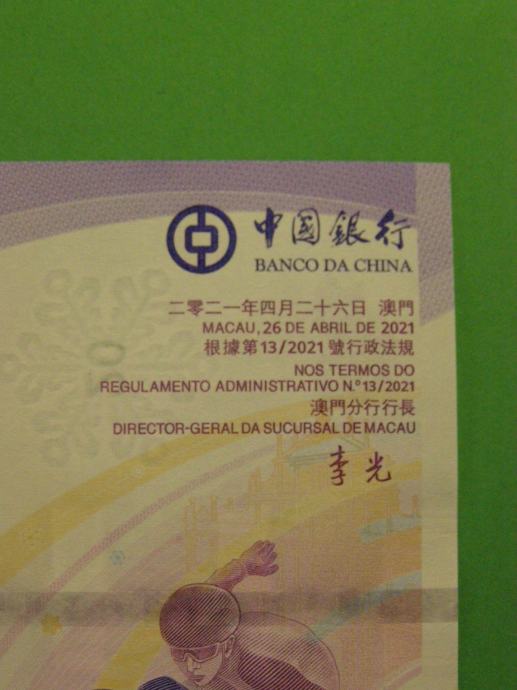 中國銀行
BANCO DA CHINA
二零二一年四月二十六日 澳門
MACAU, 26 DE ABRIL DE 2021
根據第13/2021號行政法規
NOS TERMOS DO
REGULAMENTO ADMINISTRATIVO N.º 13/2021
澳門分行行長
DIRECTOR-GERAL DA SUCURSAL DE MACAU
李光